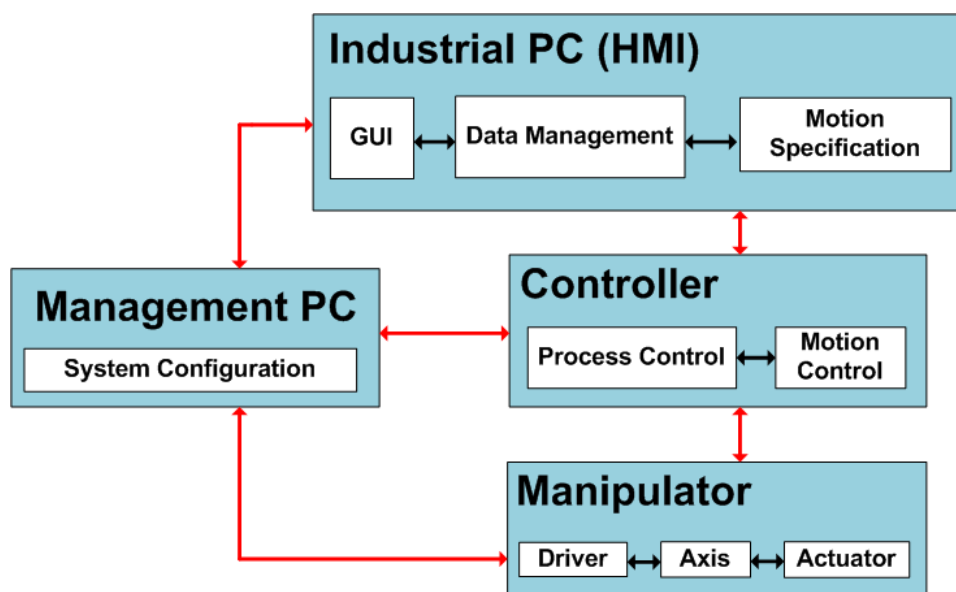 Industrial PC (HMI)
GUI
Data Management
Motion
Specification
Management PC
System Configuration
Controller
Process Control
Motion
Control
Manipulator
Driver
Axis
Actuator